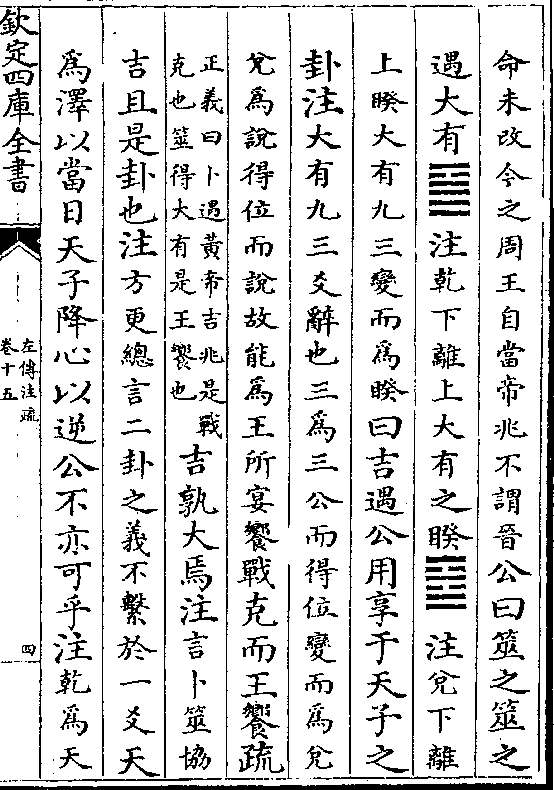 命未改今之周王自當帝兆不謂晉公曰筮之筮之
遇大有䷍注乾下離上大有之睽䷥注兌下離
上睽大有九三變而為睽曰吉遇公用享于天子之
卦注大有九三爻辭也三為三公而得位變而為兌
兌為說得位而說故能為王所宴饗戰克而王饗疏
正義曰卜遇黃帝吉兆是戰
克也筮得大有是王饗也
吉孰大焉注言卜筮協
吉且是卦也注方更總言二卦之義不繫於一爻天
為澤以當日天子降心以逆公不亦可乎注乾為天
欽定四庫全書
左傳注疏
卷十五
四